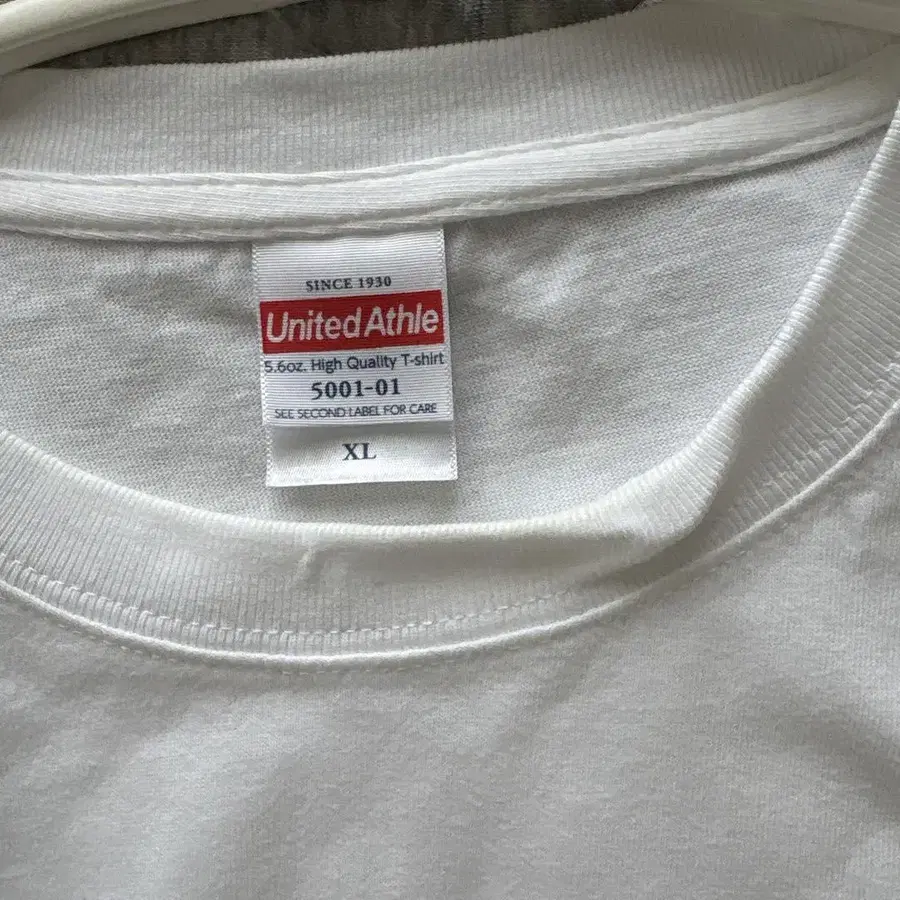 SINCE 1930
United Athle
5.6oz. High Quality T-shirt
5001-01
SEE SECOND LABEL FOR CARE
XL